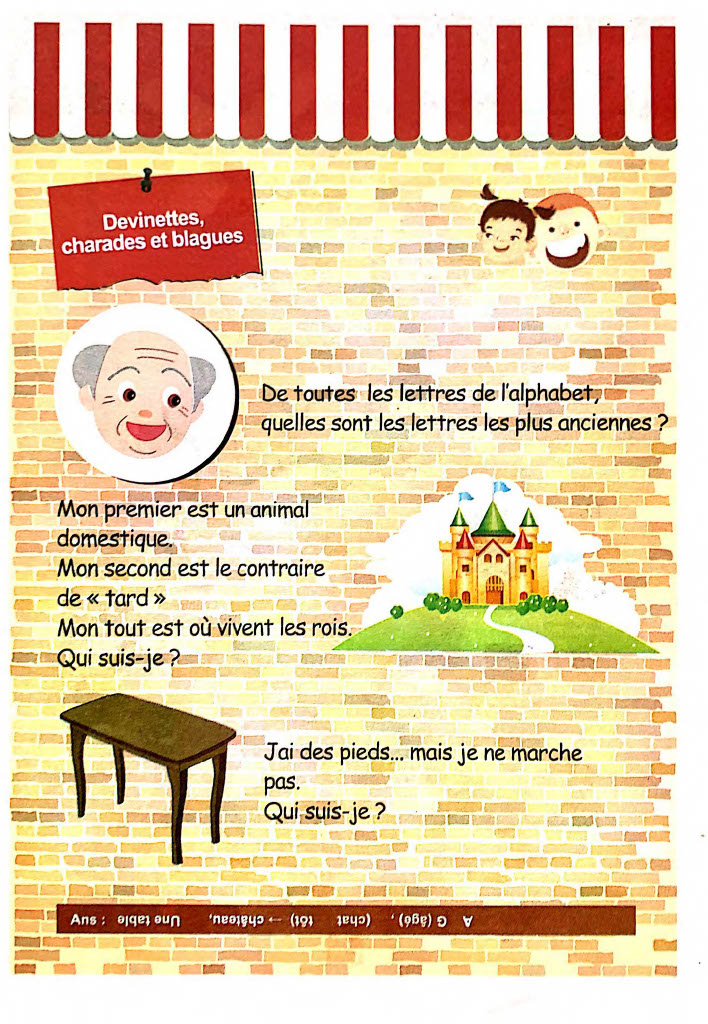 Devinettes,
charades et blagues
De toutes les lettres de l'alphabet,
quelles sont les lettres les plus anciennes ?
Mon premier est un animal
domestique.
Mon second est le contraire
de « tard »
Mon tout est où vivent les rois.
Qui suis-je ?
J'ai des pieds... mais je ne marche
pas.
Qui suis-je ?
Ans : A G (âgé) , (chat tôt) → château, Une table